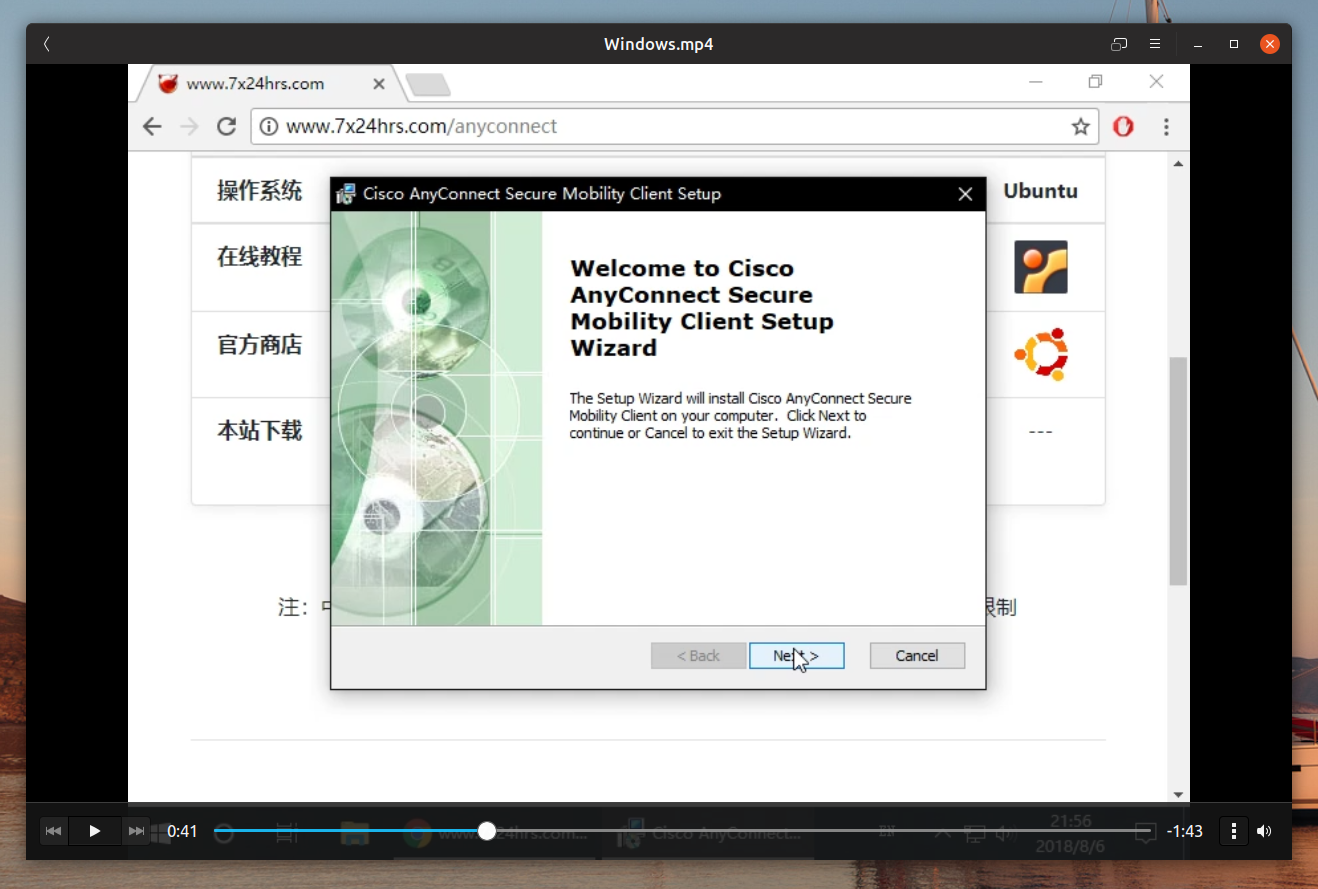 Windows.mp4
www.7x24hrs.com
www.7x24hrs.com/anyconnect
操作系统
Ubuntu
在线教程
官方商店
本站下载
---
Cisco AnyConnect Secure Mobility Client Setup
Welcome to Cisco
AnyConnect Secure
Mobility Client Setup
Wizard
The Setup Wizard will install Cisco AnyConnect Secure
Mobility Client on your computer. Click Next to
continue or Cancel to exit the Setup Wizard.
< Back
Next >
Cancel
注：
限制
0:41
www.7x24hrs.com...
Cisco AnyConnect...
21:56
2018/8/6
-1:43